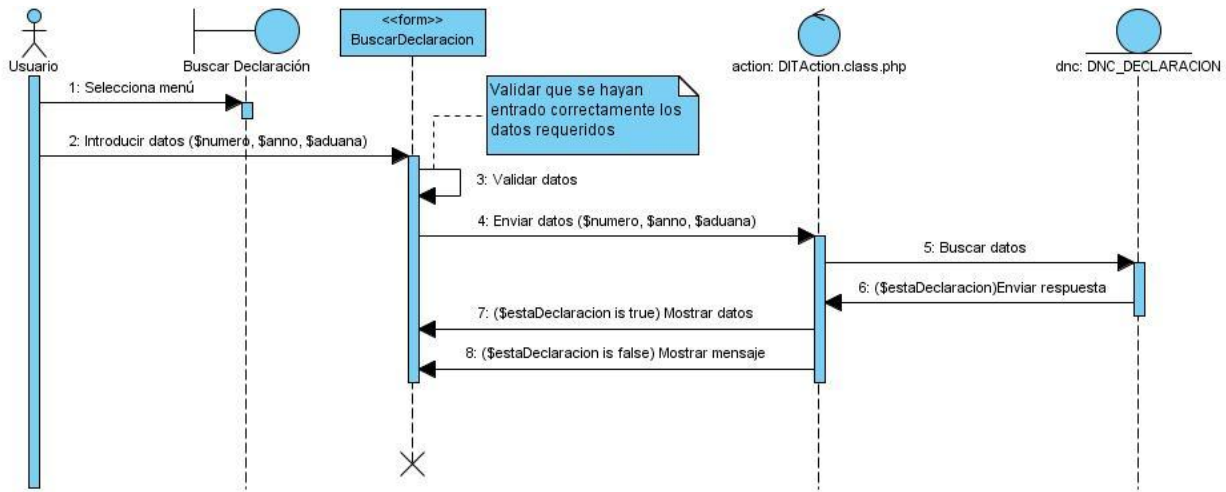 <<form>>
BuscarDeclaracion
Usuario
Buscar Declaración
action: DITAction.class.php
dnc: DNC_DECLARACION
1: Selecciona menú
Validar que se hayan
entrado correctamente los
datos requeridos
2: Introducir datos ($numero, $anno, $aduana)
3: Validar datos
4: Enviar datos ($numero, $anno, $aduana)
5: Buscar datos
6: ($estaDeclaracion)Enviar respuesta
7: ($estaDeclaracion is true) Mostrar datos
8: ($estaDeclaracion is false) Mostrar mensaje